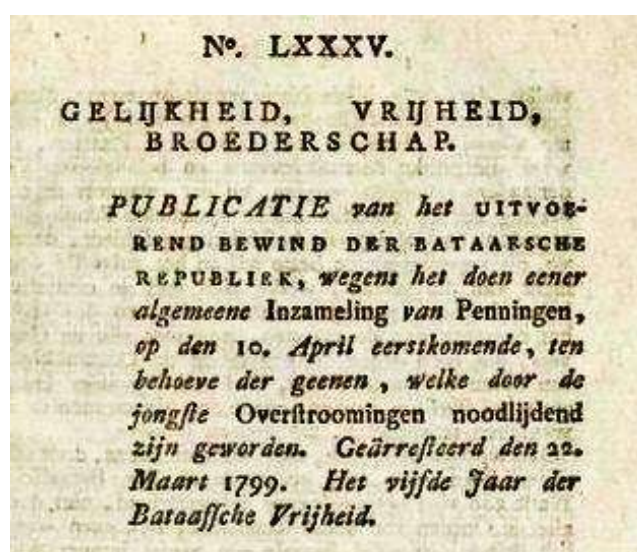 Nº. LXXXV.
GELIJKHEID, VRIJHEID,
BROEDERSCHAP.
PUBLICATIE van het UITVOE-
REND BEWIND DER BATAAFSCHE
REPUBLIEK, wegens het doen eener
algemeene Inzameling van Penningen,
op den 10. April eerstkomende, ten
behoeve der geenen, welke door de
jongſte Overſtroomingen noodlijdend
zijn geworden. Geärreſteerd den 22.
Maart 1799. Het vijfde Jaar der
Bataaffche Vrijheid.